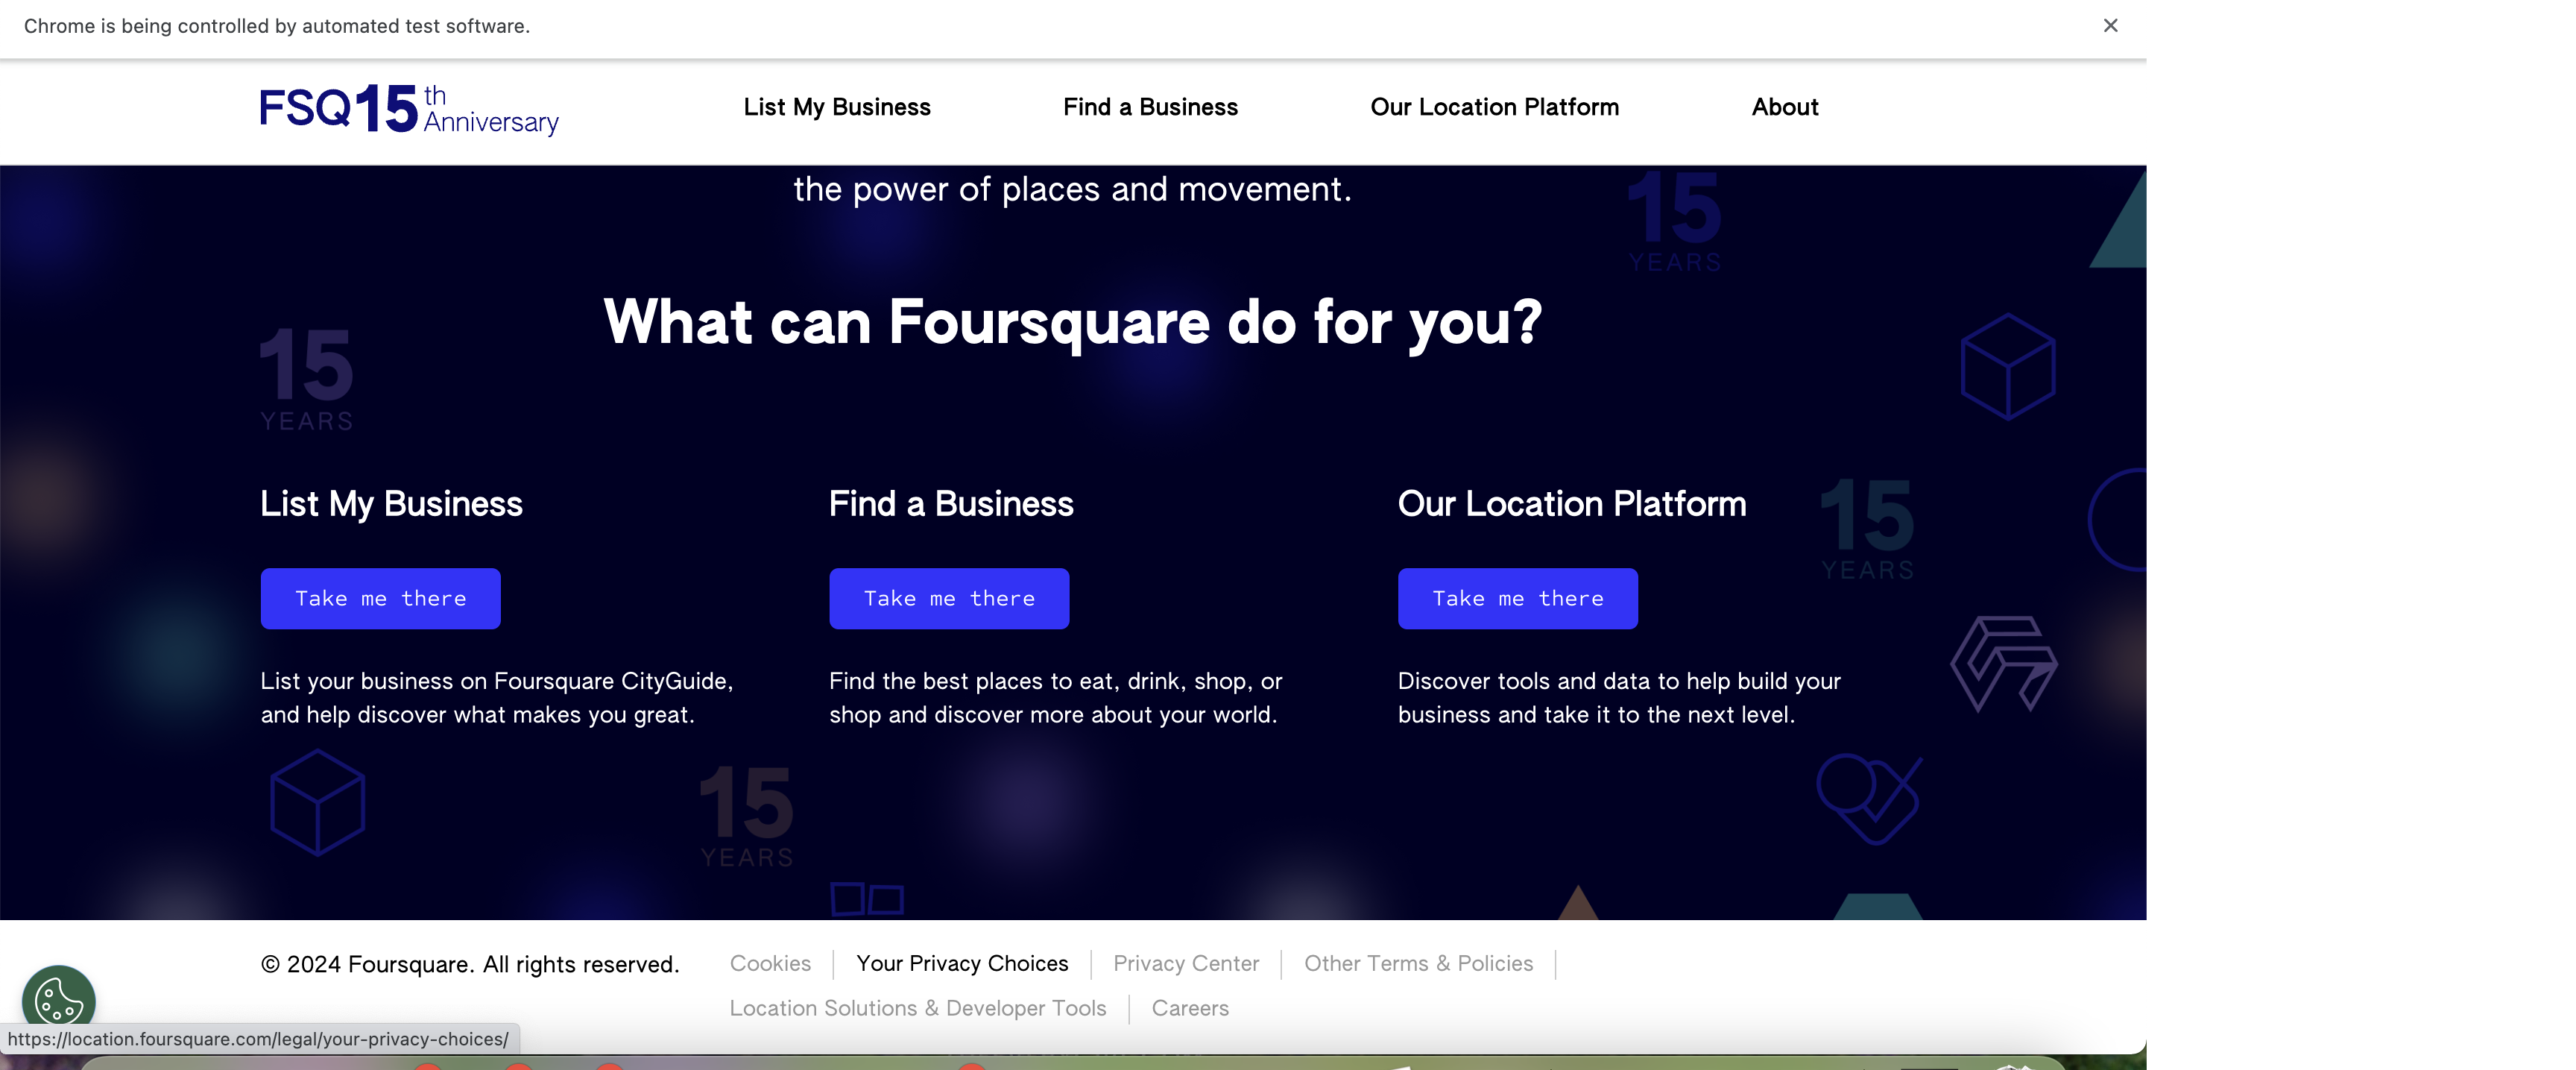 Chrome is being controlled by automated test software.
FSQ15th Anniversary
List My Business
Find a Business
Our Location Platform
About
the power of places and movement.
15
YEARS
What can Foursquare do for you?
15
YEARS
List My Business
Find a Business
Our Location Platform
15
YEARS
Take me there
Take me there
Take me there
List your business on Foursquare CityGuide,
and help discover what makes you great.
Find the best places to eat, drink, shop, or
shop and discover more about your world.
Discover tools and data to help build your
business and take it to the next level.
15
YEARS
© 2024 Foursquare. All rights reserved.
Cookies
Your Privacy Choices
Privacy Center
Other Terms & Policies
Location Solutions & Developer Tools
Careers
https://location.foursquare.com/legal/your-privacy-choices/